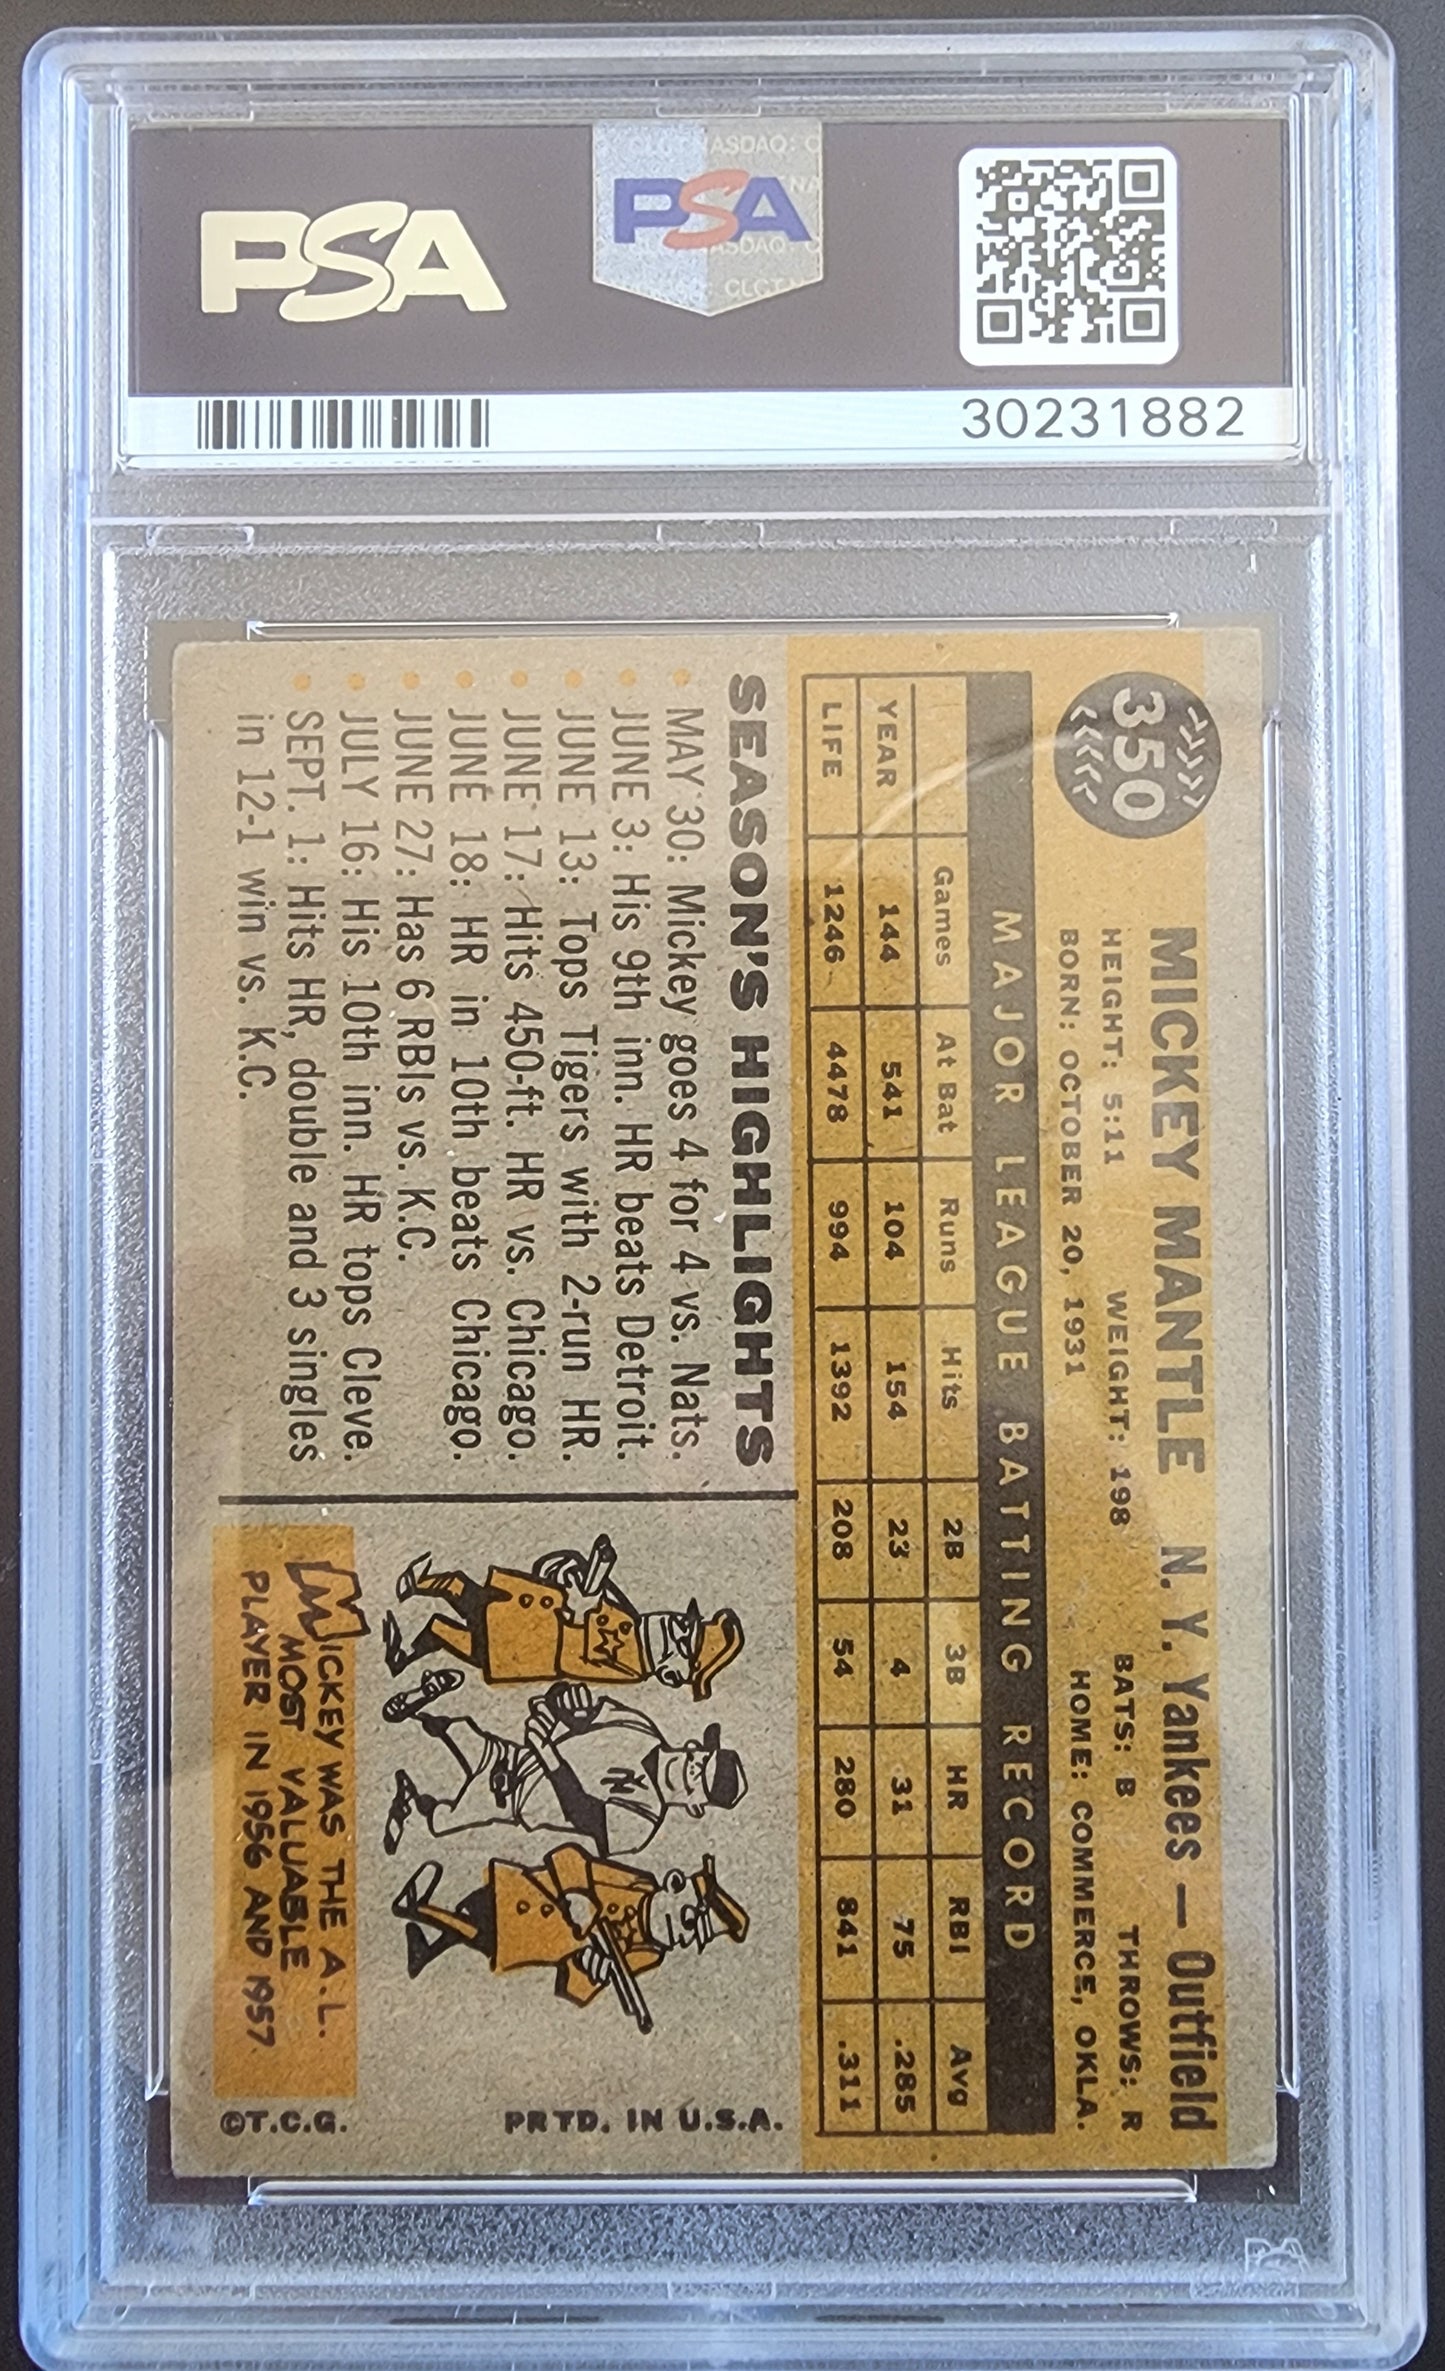 PSA
CLCT NASDAQ: C
PSA
NASDAQ: C
CLCT N
30231882
350
MICKEY MANTLE N. Y. Yankees — Outfield
HEIGHT: 5:11 WEIGHT: 198 BATS: B THROWS: R
BORN: OCTOBER 20, 1931 HOME: COMMERCE, OKLA.
MAJOR LEAGUE BATTING RECORD
Games At Bat Runs Hits 2B 3B HR RBI Avg
YEAR 144 541 104 154 23 4 31 75 .285
LIFE 1246 4478 994 1392 208 54 280 841 .311
SEASON'S HIGHLIGHTS
• MAY 30: Mickey goes 4 for 4 vs. Nats.
• JUNE 3: His 9th inn. HR beats Detroit.
• JUNE 13: Tops Tigers with 2-run HR.
• JUNE 17: Hits 450-ft. HR vs. Chicago.
• JUNE 18: HR in 10th beats Chicago.
• JUNE 27: Has 6 RBIs vs. K.C.
• JULY 16: His 10th inn. HR tops Cleve.
• SEPT. 1: Hits HR, double and 3 singles
in 12-1 win vs. K.C.
N
MICKEY WAS THE A.L.
MOST VALUABLE
PLAYER IN 1956 AND 1957.
©T.C.G. PRTD. IN U.S.A.
PSA